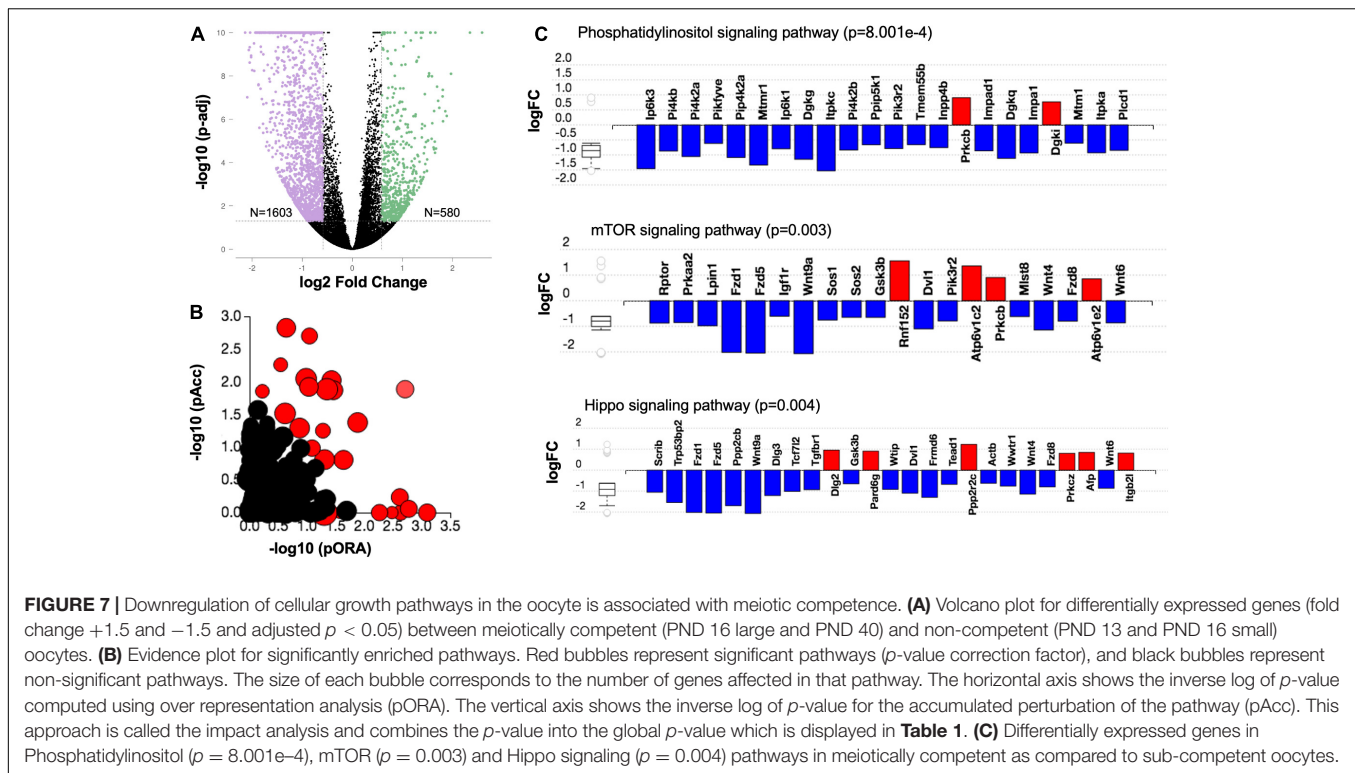 A
-log10 (p-adj)
10
8
6
4
2
0
N=1603
N=580
-2
-1
0
1
2
log2 Fold Change
B
-log10 (pAcc)
3.0
2.5
2.0
1.5
1.0
0.5
0.0
0.0 0.5 1.0 1.5 2.0 2.5 3.0 3.5
-log10 (pORA)
C
Phosphatidylinositol signaling pathway (p=8.001e-4)
logFC
2.0
1.5
1.0
0.5
0.0
-0.5
-1.0
-1.5
-2.0
Ip6k3
Pi4kb
Pi4k2a
Pikfyve
Pip4k2a
Mtmr1
Ip6k1
Dgkg
Itpkc
Pi4k2b
Ppip5k1
Pik3r2
Tmem55b
Inpp4b
Prkcb
Impad1
Dgkq
Impa1
Dgki
Mtm1
Itpka
Plcd1
mTOR signaling pathway (p=0.003)
logFC
2
1
0
-1
-2
Rptor
Prkaa2
Lpin1
Fzd1
Fzd5
Igf1r
Wnt9a
Sos1
Sos2
Gsk3b
Rnf152
Dvl1
Pik3r2
Atp6v1c2
Prkcb
Mlst8
Wnt4
Fzd8
Atp6v1e2
Wnt6
Hippo signaling pathway (p=0.004)
logFC
2
1
0
-1
-2
Scrib
Trp53bp2
Fzd1
Fzd5
Ppp2cb
Wnt9a
Dlg3
Tcf7l2
Tgfbr1
Dlg2
Gsk3b
Pard6g
Wtip
Dvl1
Frmd6
Tead1
Ppp2r2c
Actb
Wwtr1
Wnt4
Fzd8
Prkcz
Afp
Wnt6
Itgb2l
FIGURE 7 | Downregulation of cellular growth pathways in the oocyte is associated with meiotic competence. (A) Volcano plot for differentially expressed genes (fold
change +1.5 and −1.5 and adjusted p < 0.05) between meiotically competent (PND 16 large and PND 40) and non-competent (PND 13 and PND 16 small)
oocytes. (B) Evidence plot for significantly enriched pathways. Red bubbles represent significant pathways (p-value correction factor), and black bubbles represent
non-significant pathways. The size of each bubble corresponds to the number of genes affected in that pathway. The horizontal axis shows the inverse log of p-value
computed using over representation analysis (pORA). The vertical axis shows the inverse log of p-value for the accumulated perturbation of the pathway (pAcc). This
approach is called the impact analysis and combines the p-value into the global p-value which is displayed in Table 1. (C) Differentially expressed genes in
Phosphatidylinositol (p = 8.001e–4), mTOR (p = 0.003) and Hippo signaling (p = 0.004) pathways in meiotically competent as compared to sub-competent oocytes.